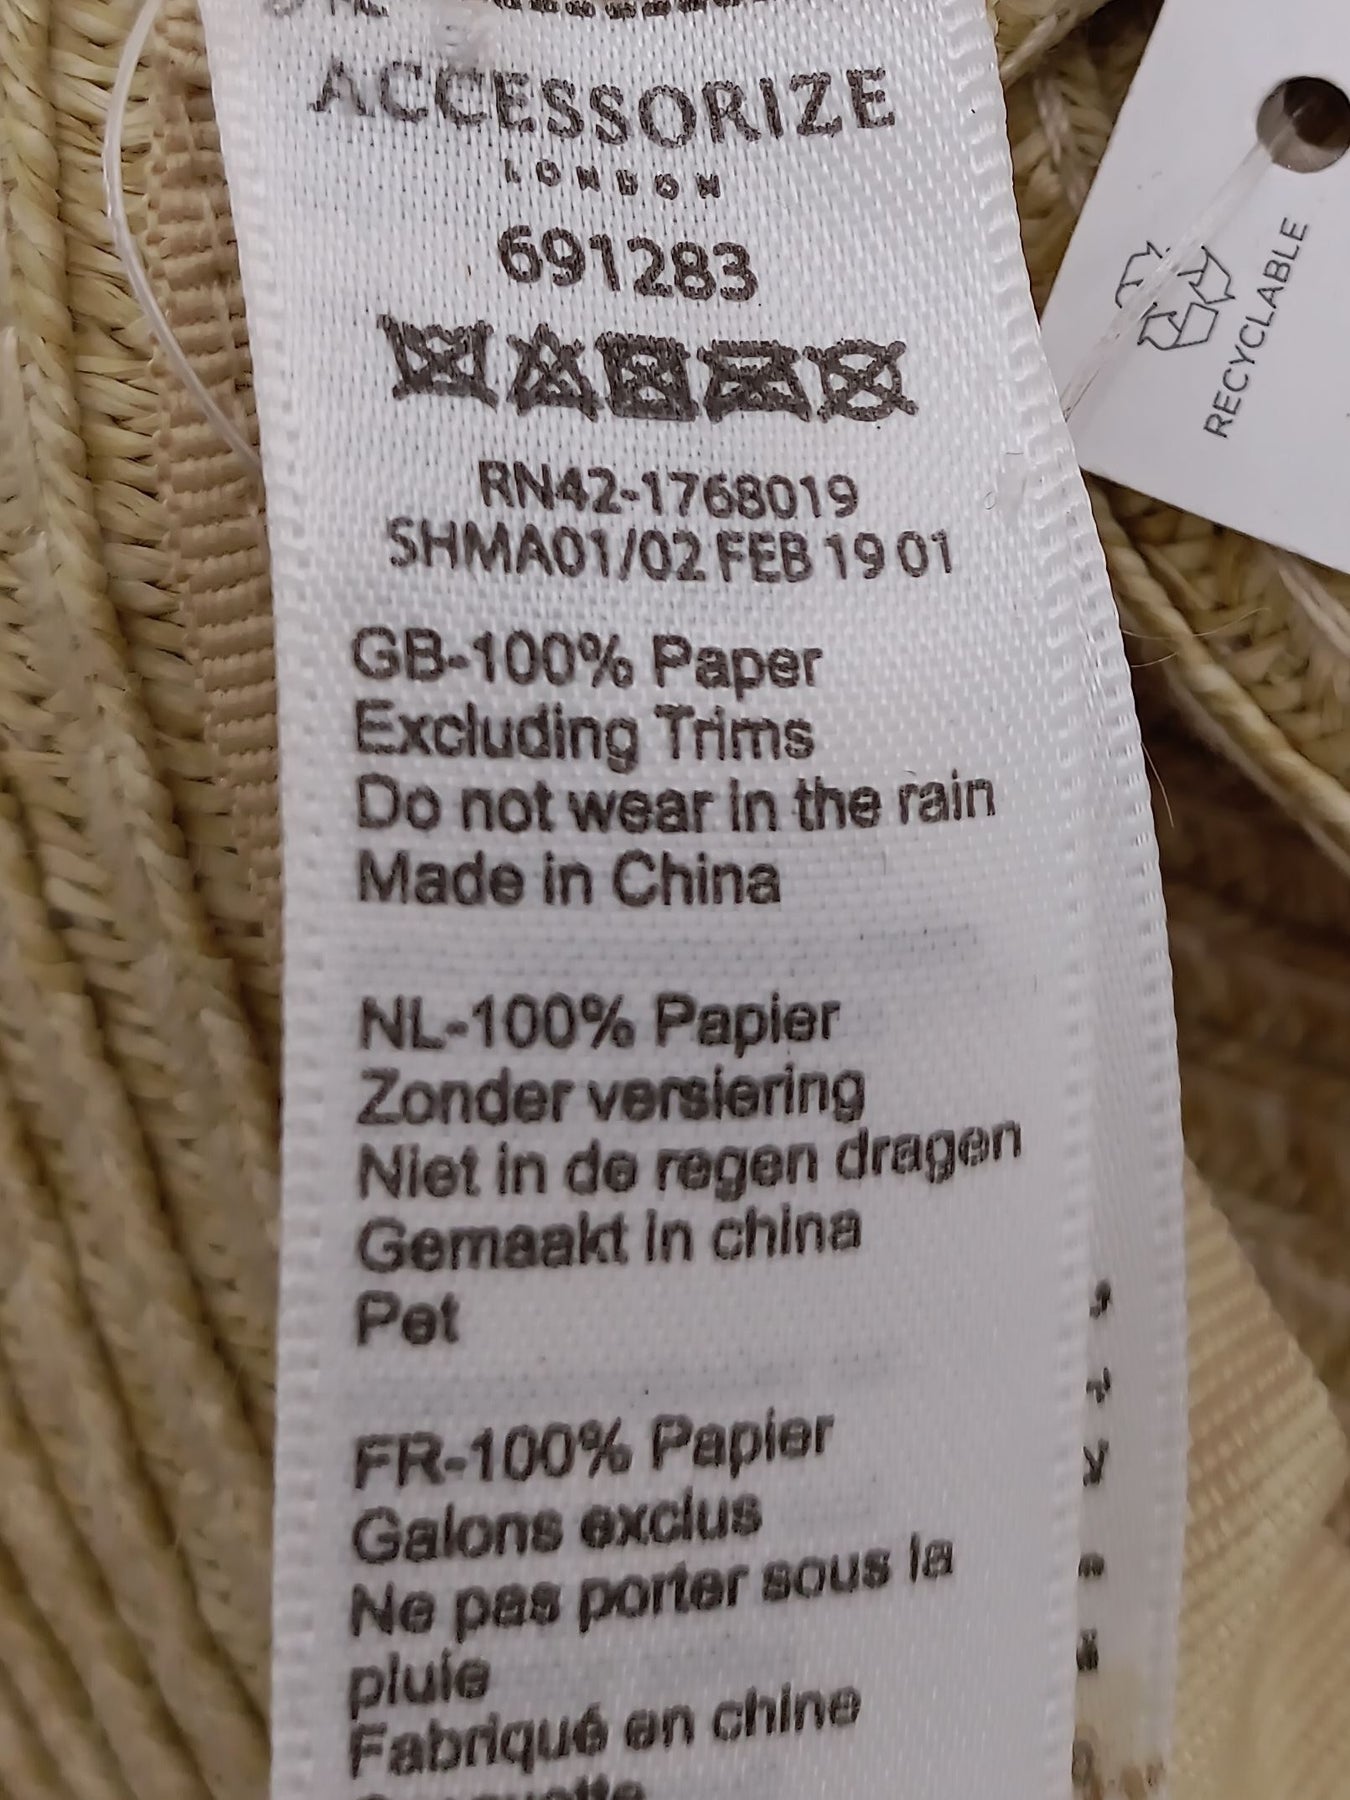 ACCESSORIZE
LONDON
691283
RN42-1768019
SHMA01/02 FEB 19 01
GB-100% Paper
Excluding Trims
Do not wear in the rain
Made in China
NL-100% Papier
Zonder versiering
Niet in de regen dragen
Gemaakt in china
Pet
FR-100% Papier
Galons exclus
Ne pas porter sous la
pluie
Fabriqué en chine
RECYCLABLE